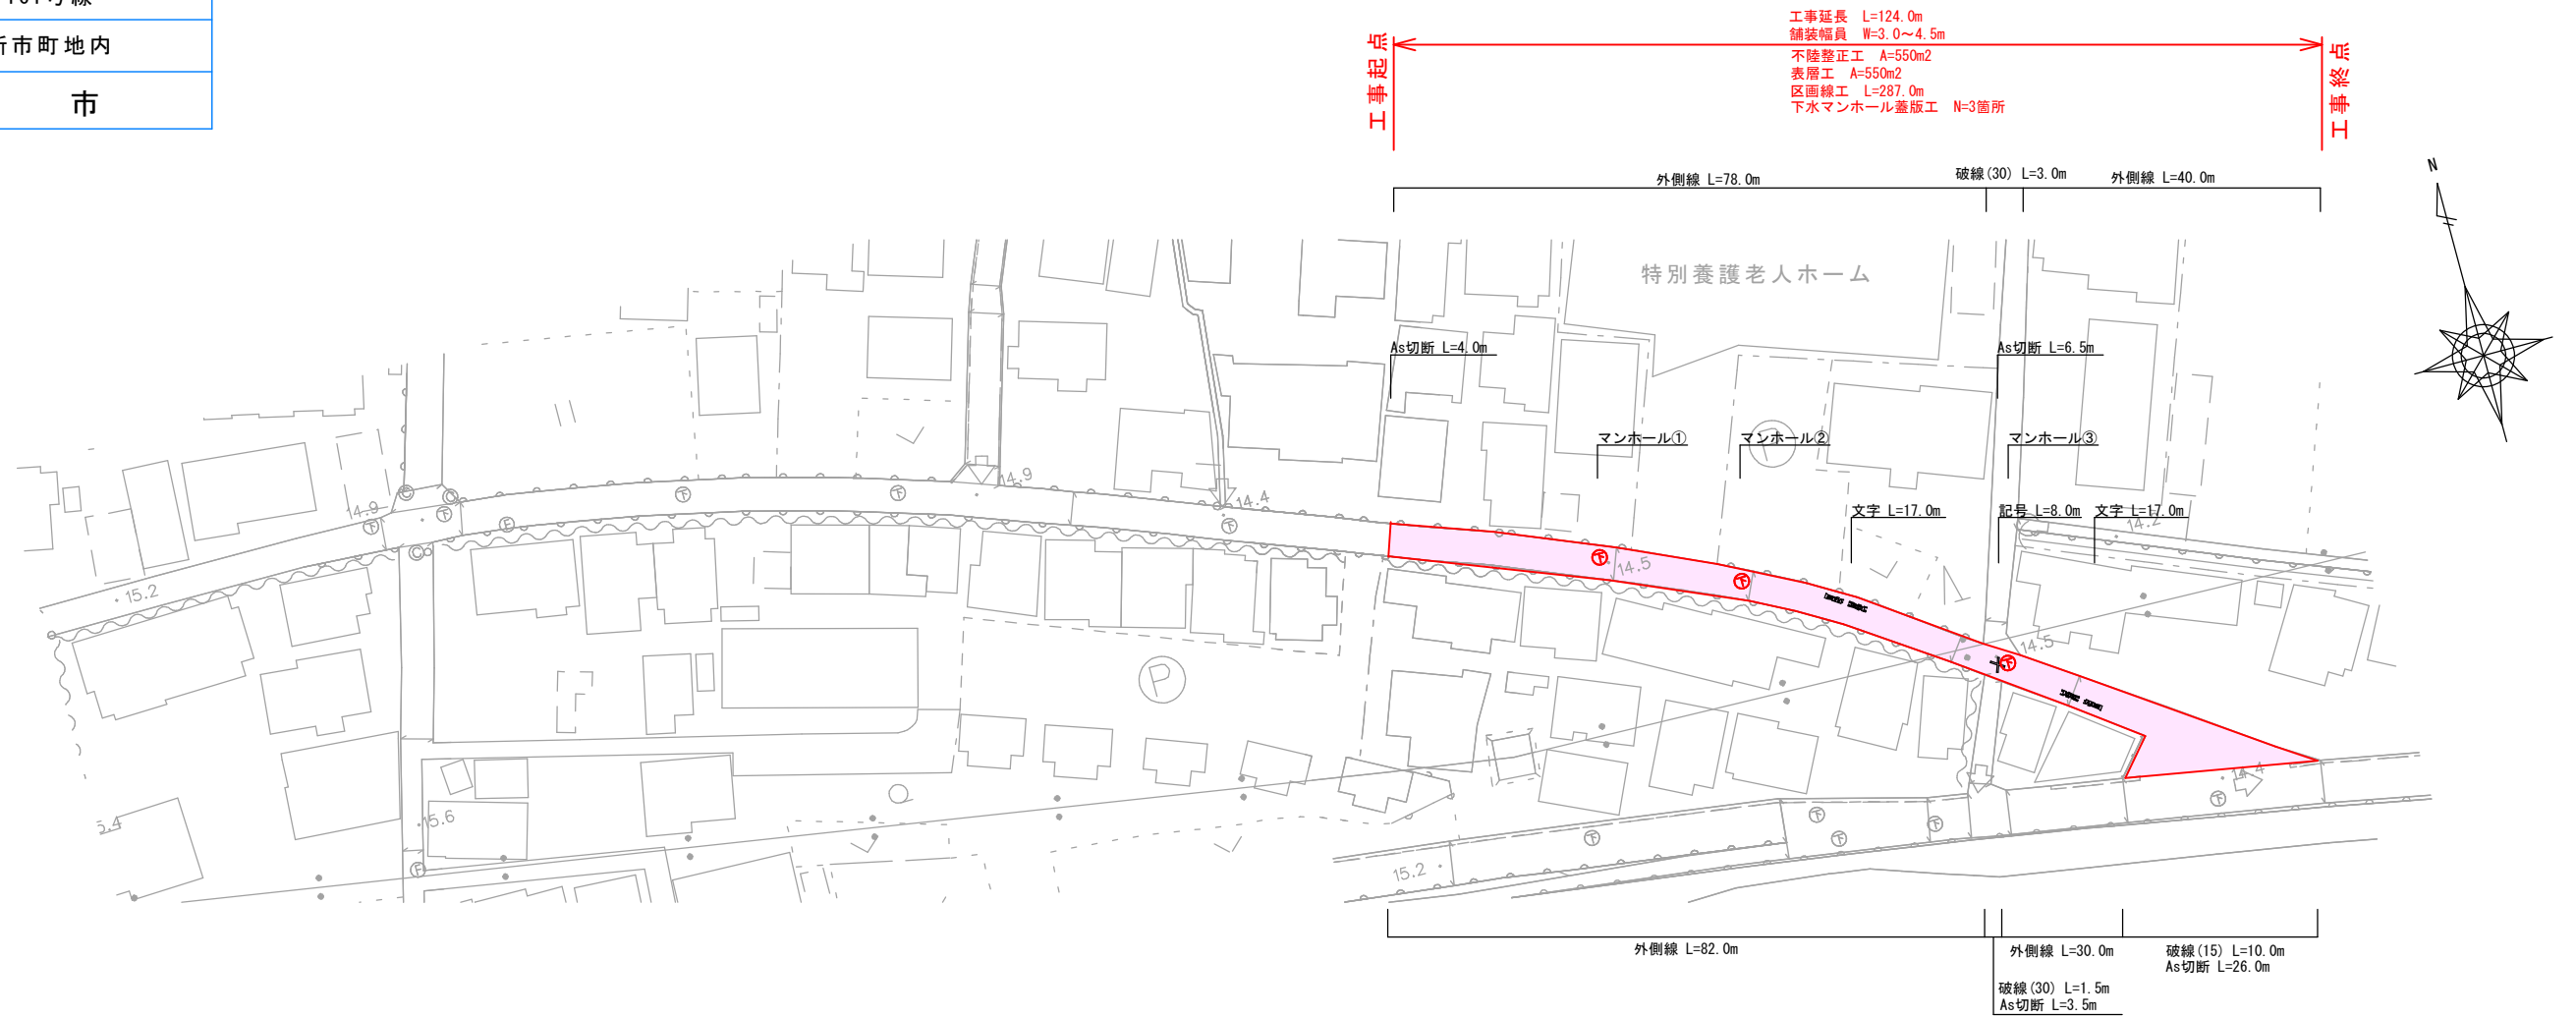 新市町地内
市
工事起点
工事延長 L=124.0m
舗装幅員 W=3.0～4.5m
不陸整正工 A=550m2
表層工 A=550m2
区画線工 L=287.0m
下水マンホール蓋版工 N=3箇所
工事終点
外側線 L=78.0m
破線(30) L=3.0m
外側線 L=40.0m
N
特別養護老人ホーム
As切断 L=4.0m
As切断 L=6.5m
マンホール①
マンホール②
マンホール③
P
文字 L=17.0m
記号 L=8.0m
文字 L=17.0m
14.9
14.9
14.4
14.2
14.5
14.5
15.2
P
14.4
15.6
5.4
15.2
外側線 L=82.0m
外側線 L=30.0m
破線(15) L=10.0m
As切断 L=26.0m
破線(30) L=1.5m
As切断 L=3.5m